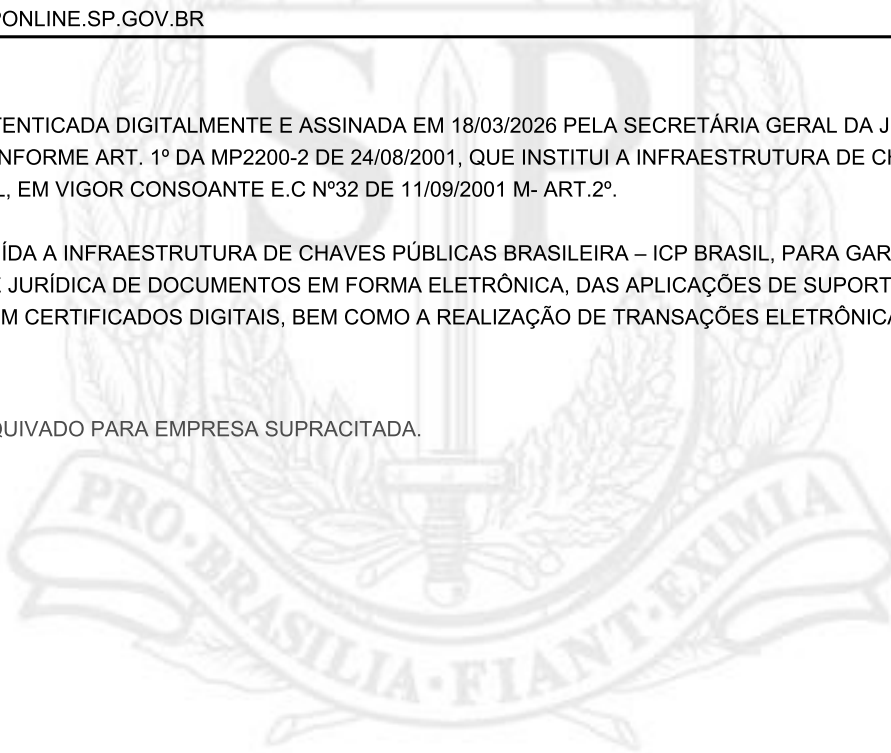 PONLINE.SP.GOV.BR
TENTICADA DIGITALMENTE E ASSINADA EM 18/03/2026 PELA SECRETÁRIA GERAL DA J
NFORME ART. 1º DA MP2200-2 DE 24/08/2001, QUE INSTITUI A INFRAESTRUTURA DE CH
L, EM VIGOR CONSOANTE E.C Nº32 DE 11/09/2001 M- ART.2º.
ÍDA A INFRAESTRUTURA DE CHAVES PÚBLICAS BRASILEIRA – ICP BRASIL, PARA GAR
E JURÍDICA DE DOCUMENTOS EM FORMA ELETRÔNICA, DAS APLICAÇÕES DE SUPORT
M CERTIFICADOS DIGITAIS, BEM COMO A REALIZAÇÃO DE TRANSAÇÕES ELETRÔNICA
QUIVADO PARA EMPRESA SUPRACITADA.
SP
PRO·BRASILIA·FIANT·EXIMIA